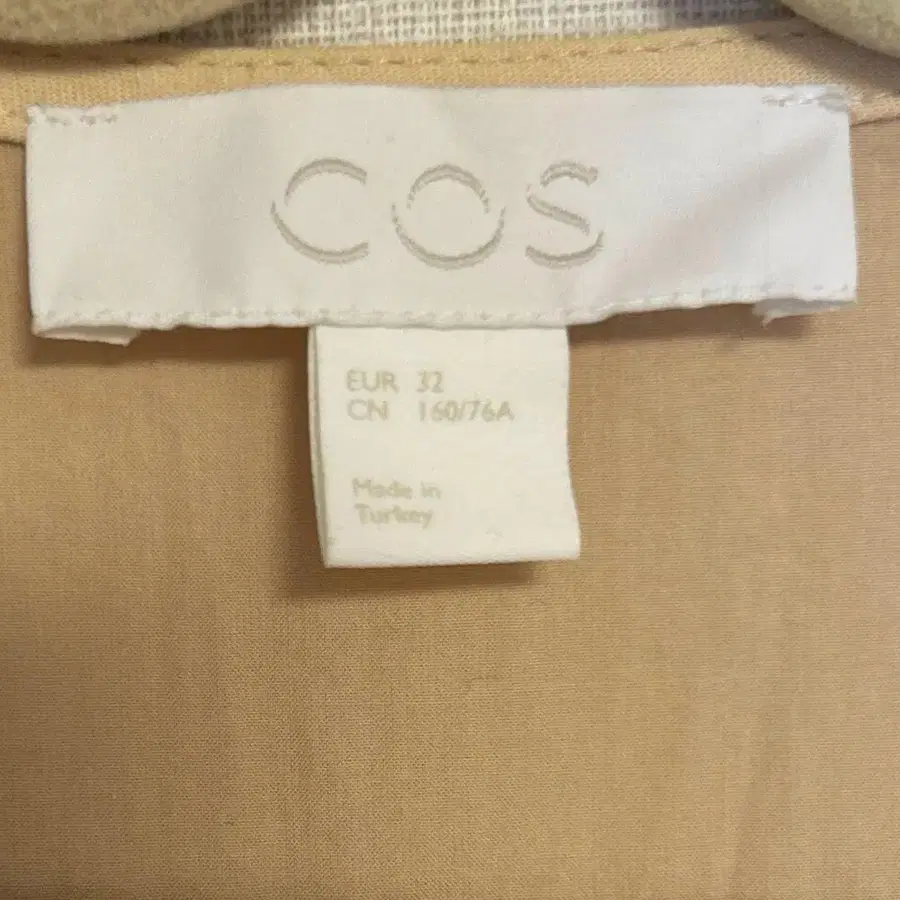 COS
EUR 32
CN 160/76A
Made in
Turkey